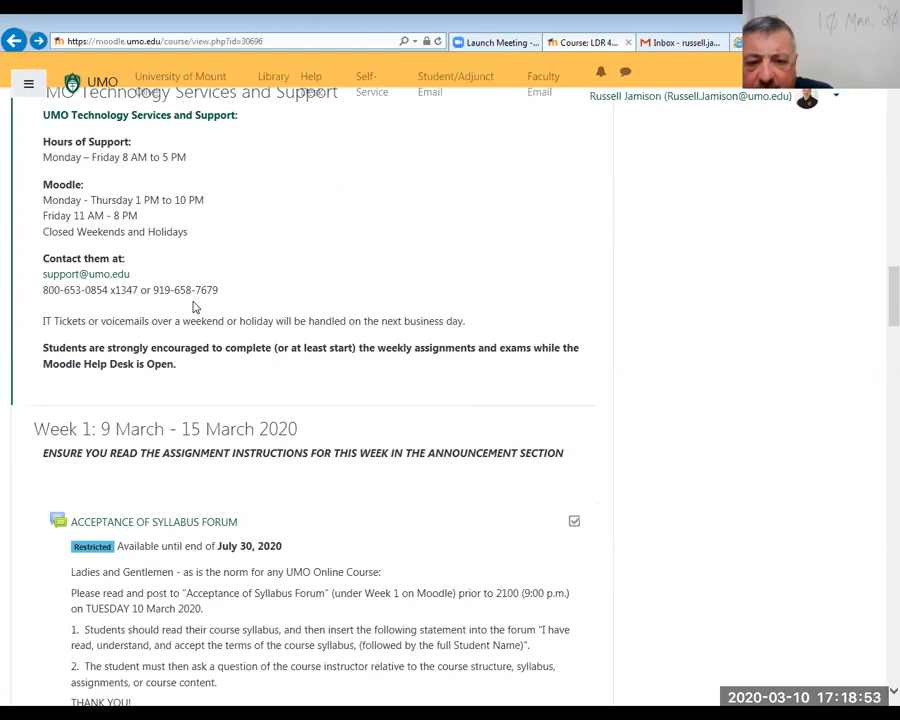 10 MAR '20
https://moodle.umo.edu/course/view.php?id=30696
Launch Meeting -...
Course: LDR 4...
Inbox - russell.ja...
UMO
University of Mount
Library
Help
Self-
Student/Adjunct
Faculty
Service
Email
Email
Russell Jamison (Russell.Jamison@umo.edu)
UMO Technology Services and Support
UMO Technology Services and Support:
Hours of Support:
Monday – Friday 8 AM to 5 PM
Moodle:
Monday - Thursday 1 PM to 10 PM
Friday 11 AM - 8 PM
Closed Weekends and Holidays
Contact them at:
support@umo.edu
800-653-0854 x1347 or 919-658-7679
IT Tickets or voicemails over a weekend or holiday will be handled on the next business day.
Students are strongly encouraged to complete (or at least start) the weekly assignments and exams while the
Moodle Help Desk is Open.
Week 1: 9 March - 15 March 2020
ENSURE YOU READ THE ASSIGNMENT INSTRUCTIONS FOR THIS WEEK IN THE ANNOUNCEMENT SECTION
ACCEPTANCE OF SYLLABUS FORUM
Restricted Available until end of July 30, 2020
Ladies and Gentlemen - as is the norm for any UMO Online Course:
Please read and post to "Acceptance of Syllabus Forum" (under Week 1 on Moodle) prior to 2100 (9:00 p.m.)
on TUESDAY 10 March 2020.
1. Students should read their course syllabus, and then insert the following statement into the forum "I have
read, understand, and accept the terms of the course syllabus, (followed by the full Student Name)".
2. The student must then ask a question of the course instructor relative to the course structure, syllabus,
assignments, or course content.
THANK YOU!
2020-03-10 17:18:53